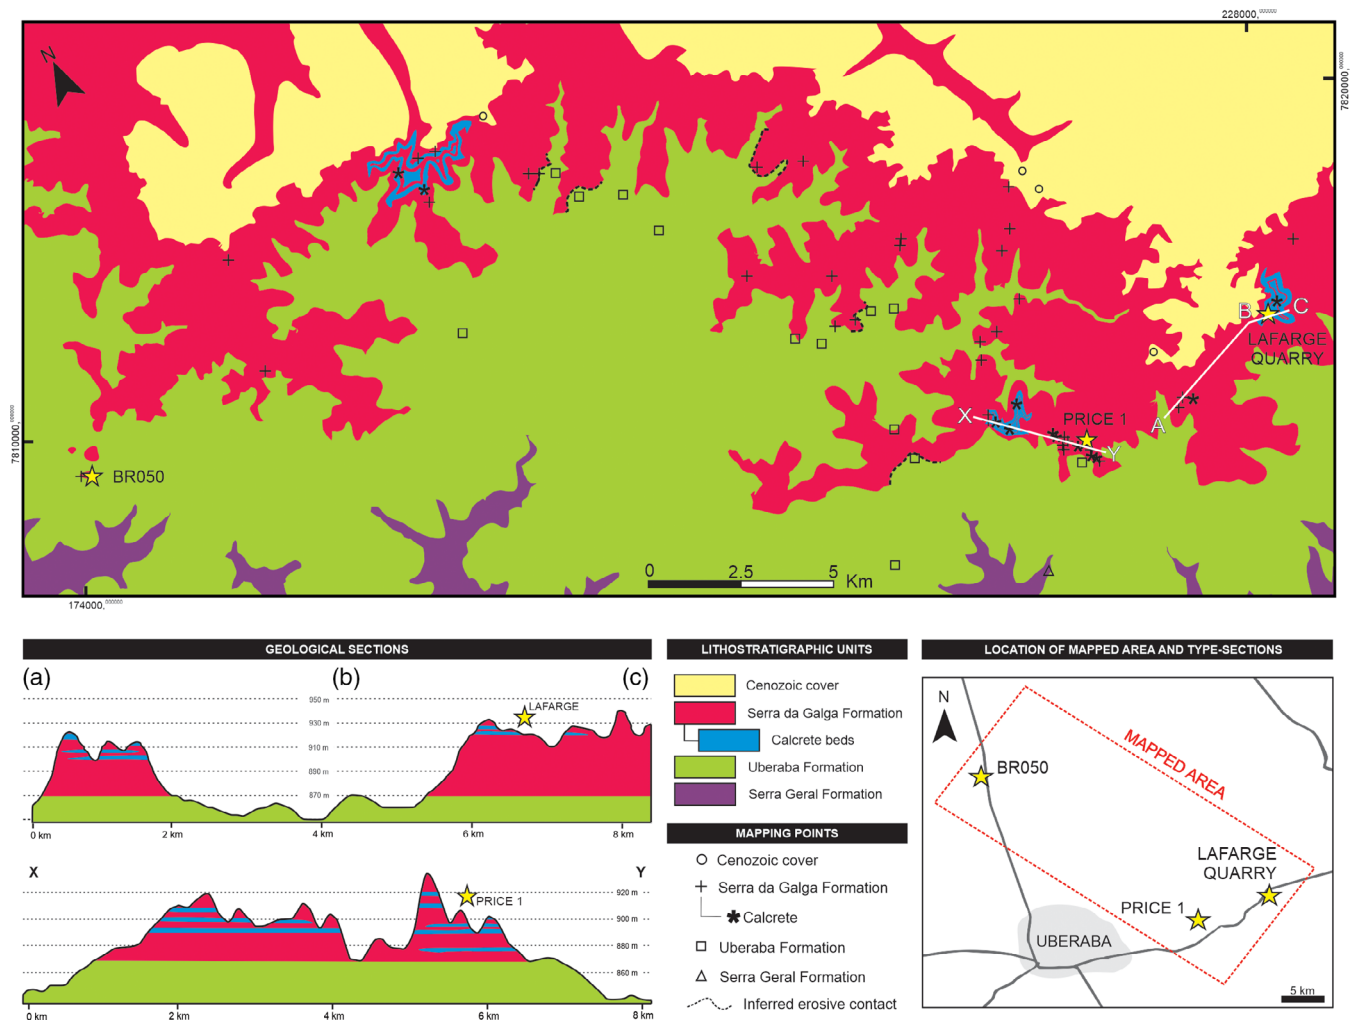 228000,000000
7820000,000000
N
B
C
LAFARGE
QUARRY
X
PRICE 1
A
Y
7810000,000000
BR050
0
2.5
5
Km
174000,000000
GEOLOGICAL SECTIONS
(a)
(b)
(c)
950 m
LAFARGE
930 m
910 m
890 m
870 m
0 km
2 km
4 km
6 km
8 km
X
Y
920 m
PRICE 1
900 m
880 m
860 m
0 km
2 km
4 km
6 km
8 km
LITHOSTRATIGRAPHIC UNITS
Cenozoic cover
Serra da Galga Formation
Calcrete beds
Uberaba Formation
Serra Geral Formation
MAPPING POINTS
Cenozoic cover
Serra da Galga Formation
Calcrete
Uberaba Formation
Serra Geral Formation
Inferred erosive contact
LOCATION OF MAPPED AREA AND TYPE-SECTIONS
N
MAPPED AREA
BR050
LAFARGE
QUARRY
PRICE 1
UBERABA
5 km